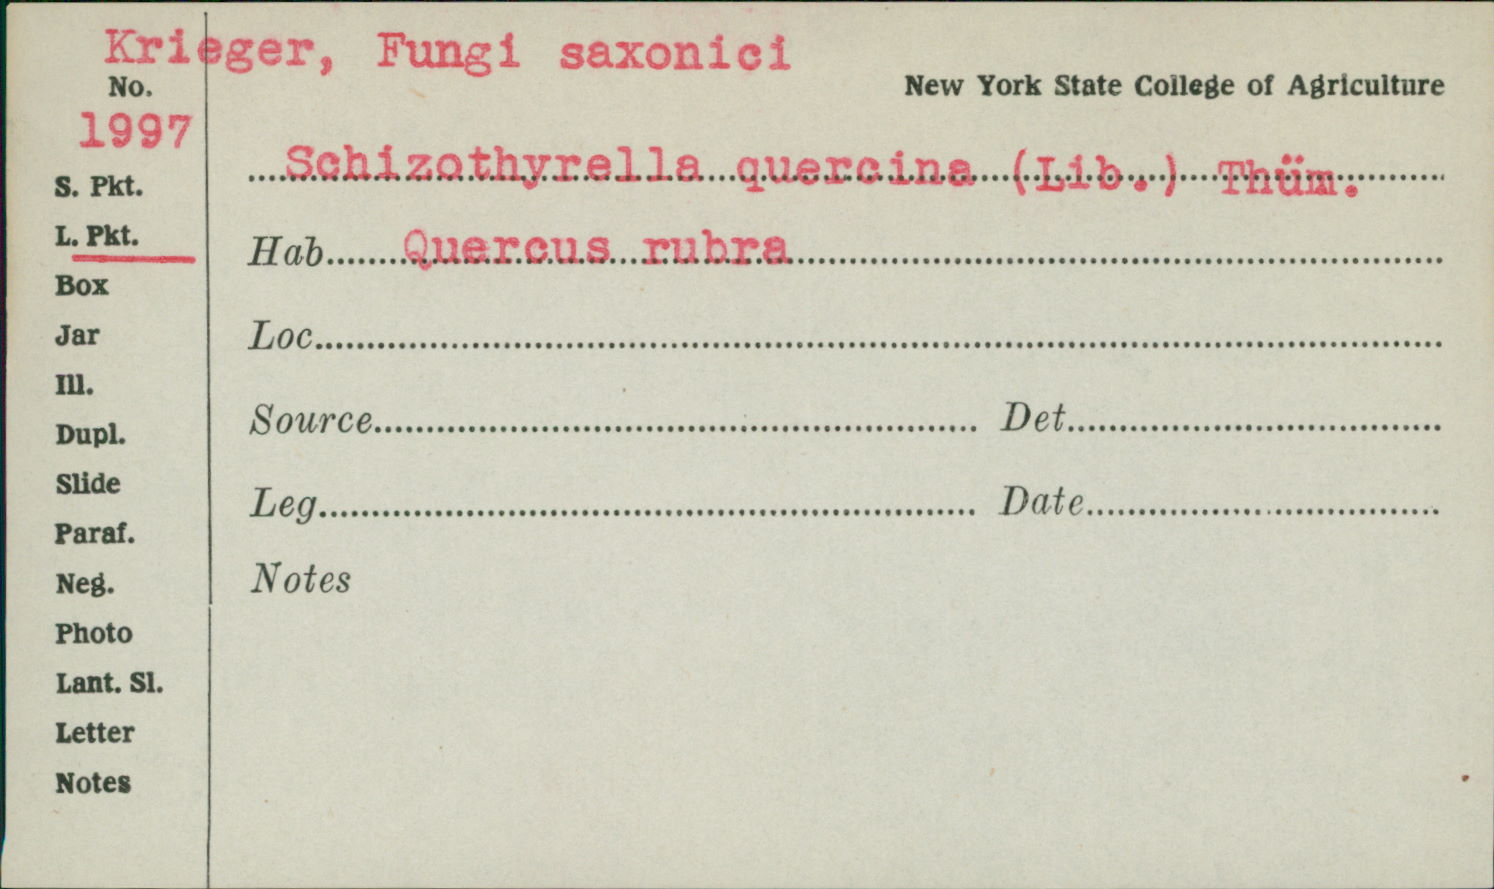 Krieger, Fungi saxonici
No.
New York State College of Agriculture
1997
Schizothyrella quercina (Lib.) Thüm.
S. Pkt.
L. Pkt.
Hab. Quercus rubra
Box
Jar
Loc.
Ill.
Dupl.
Source Det.
Slide
Leg. Date
Paraf.
Neg.
Notes
Photo
Lant. Sl.
Letter
Notes